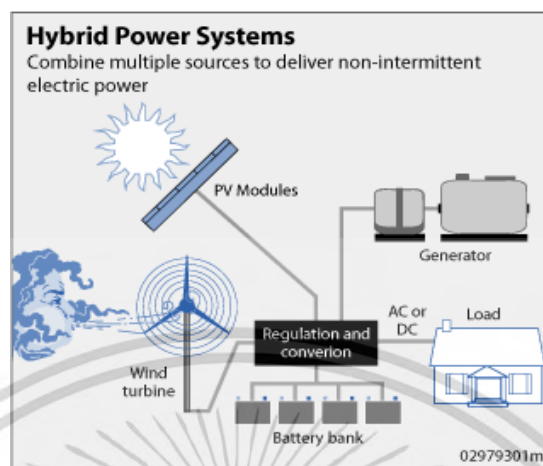 Hybrid Power Systems
Combine multiple sources to deliver non-intermittent
electric power
PV Modules
Generator
AC or
DC
Load
Regulation and
converion
Wind
turbine
Battery bank
02979301m